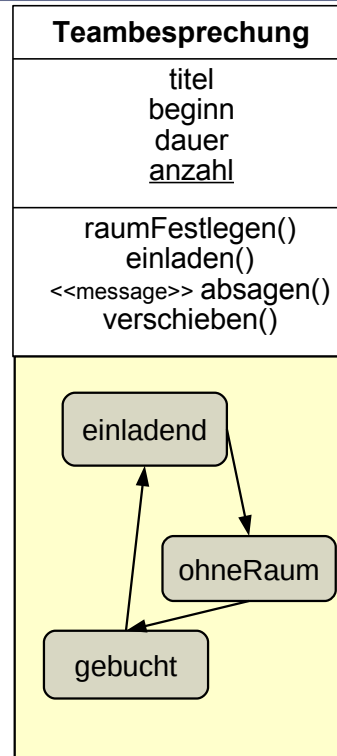 Teambesprechung
titel
beginn
dauer
anzahl
raumFestlegen()
einladen()
<<message>> absagen()
verschieben()
einladend
ohneRaum
gebucht